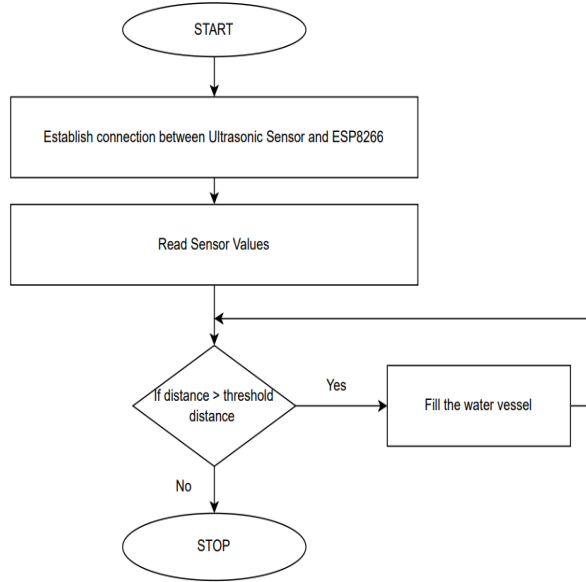 START
Establish connection between Ultrasonic Sensor and ESP8266
Read Sensor Values
If distance > threshold
distance
Yes
Fill the water vessel
No
STOP